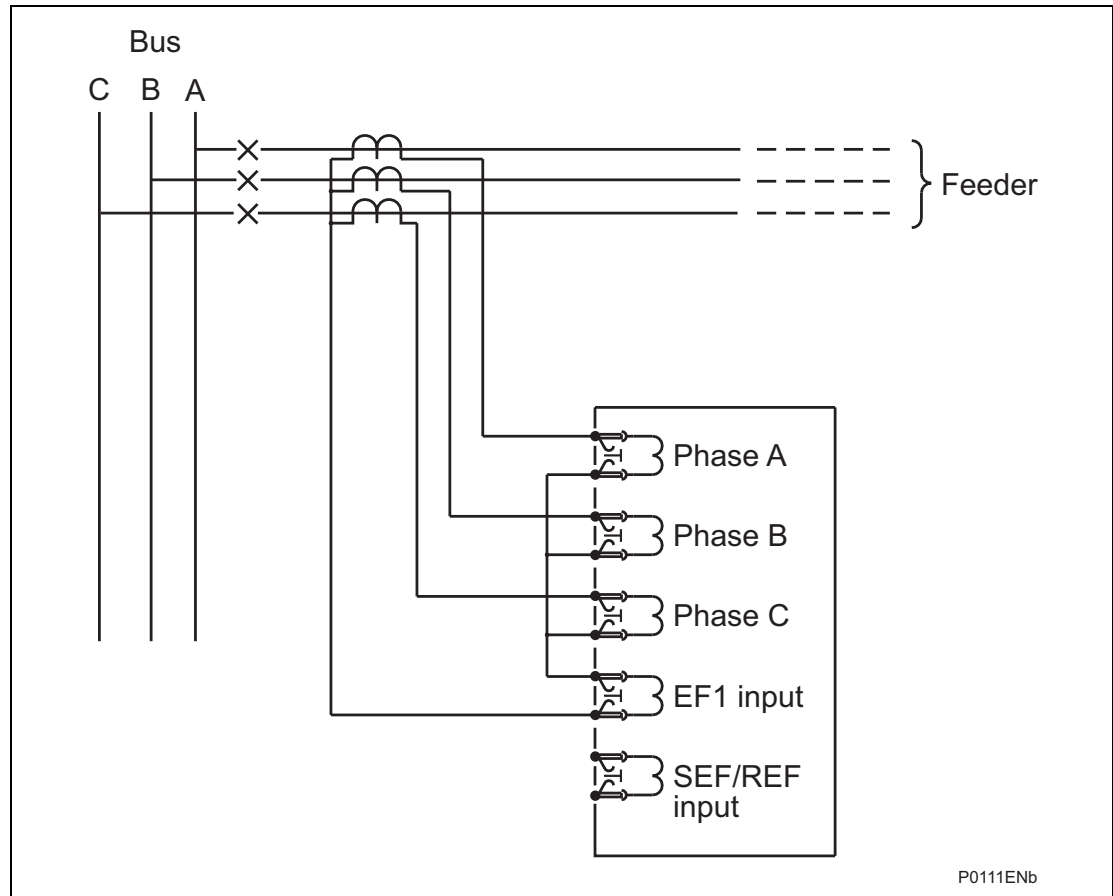 Bus
C B A
Feeder
Phase A
Phase B
Phase C
EF1 input
SEF/REF
input
P0111ENb